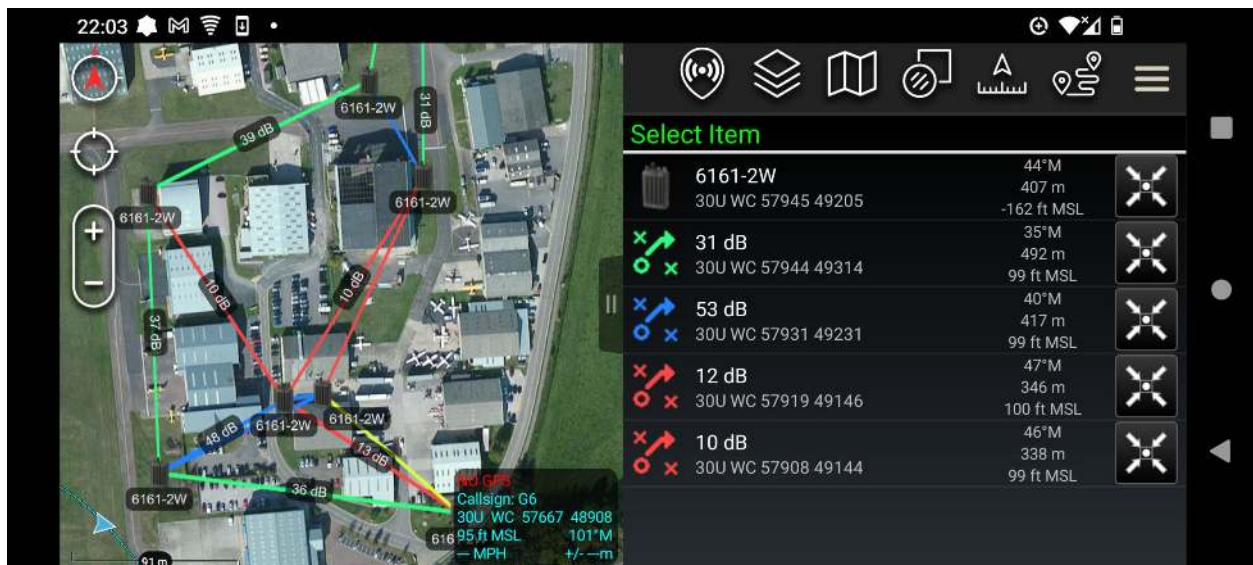 22:03
6161-2W
31 dB
39 dB
6161-2W
6161-2W
10 dB
10 dB
37 dB
6161-2W
6161-2W
48 dB
13 dB
36 dB
6161-2W
NO GPS
Callsign: G6
30U WC 57667 48908
616
95 ft MSL 101°M
--- MPH +/- ---m
91 m
Select Item
6161-2W
30U WC 57945 49205
44°M
407 m
-162 ft MSL
31 dB
30U WC 57944 49314
35°M
492 m
99 ft MSL
53 dB
30U WC 57931 49231
40°M
417 m
99 ft MSL
12 dB
30U WC 57919 49146
47°M
346 m
100 ft MSL
10 dB
30U WC 57908 49144
46°M
338 m
99 ft MSL